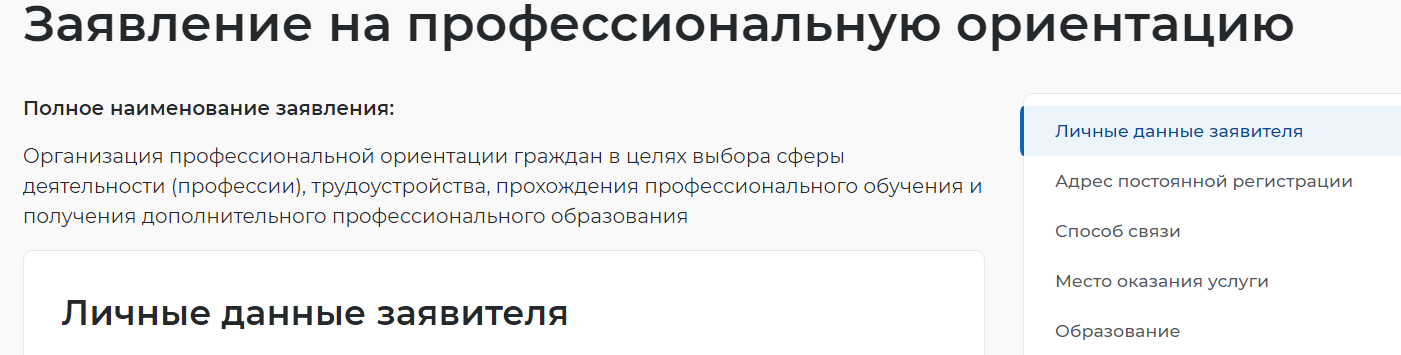 Заявление на профессиональную ориентацию
Полное наименование заявления:
Организация профессиональной ориентации граждан в целях выбора сферы
деятельности (профессии), трудоустройства, прохождения профессионального обучения и
получения дополнительного профессионального образования
Личные данные заявителя
Личные данные заявителя
Адрес постоянной регистрации
Способ связи
Место оказания услуги
Образование